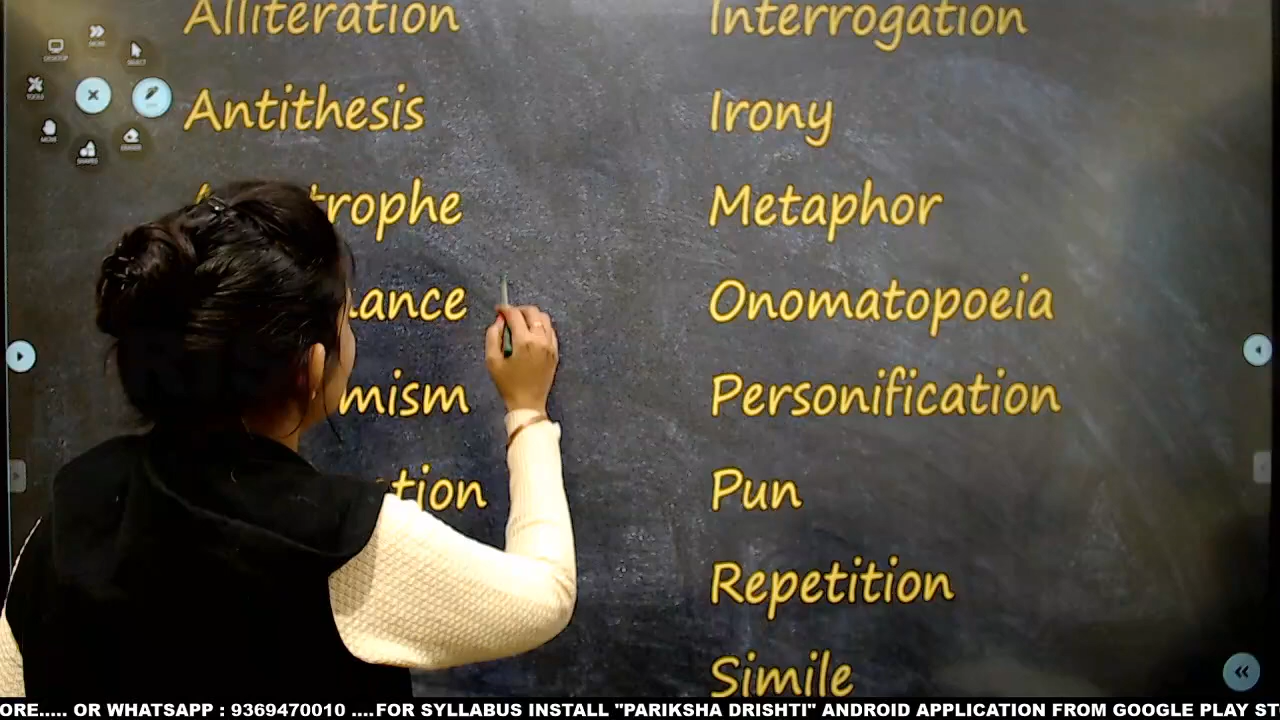 Alliteration
Antithesis
trophe
ance
mism
tion
Interrogation
Irony
Metaphor
Onomatopoeia
Personification
Pun
Repetition
Simile
ORE..... OR WHATSAPP : 9369470010 ....FOR SYLLABUS INSTALL "PARIKSHA DRISHTI" ANDROID APPLICATION FROM GOOGLE PLAY ST